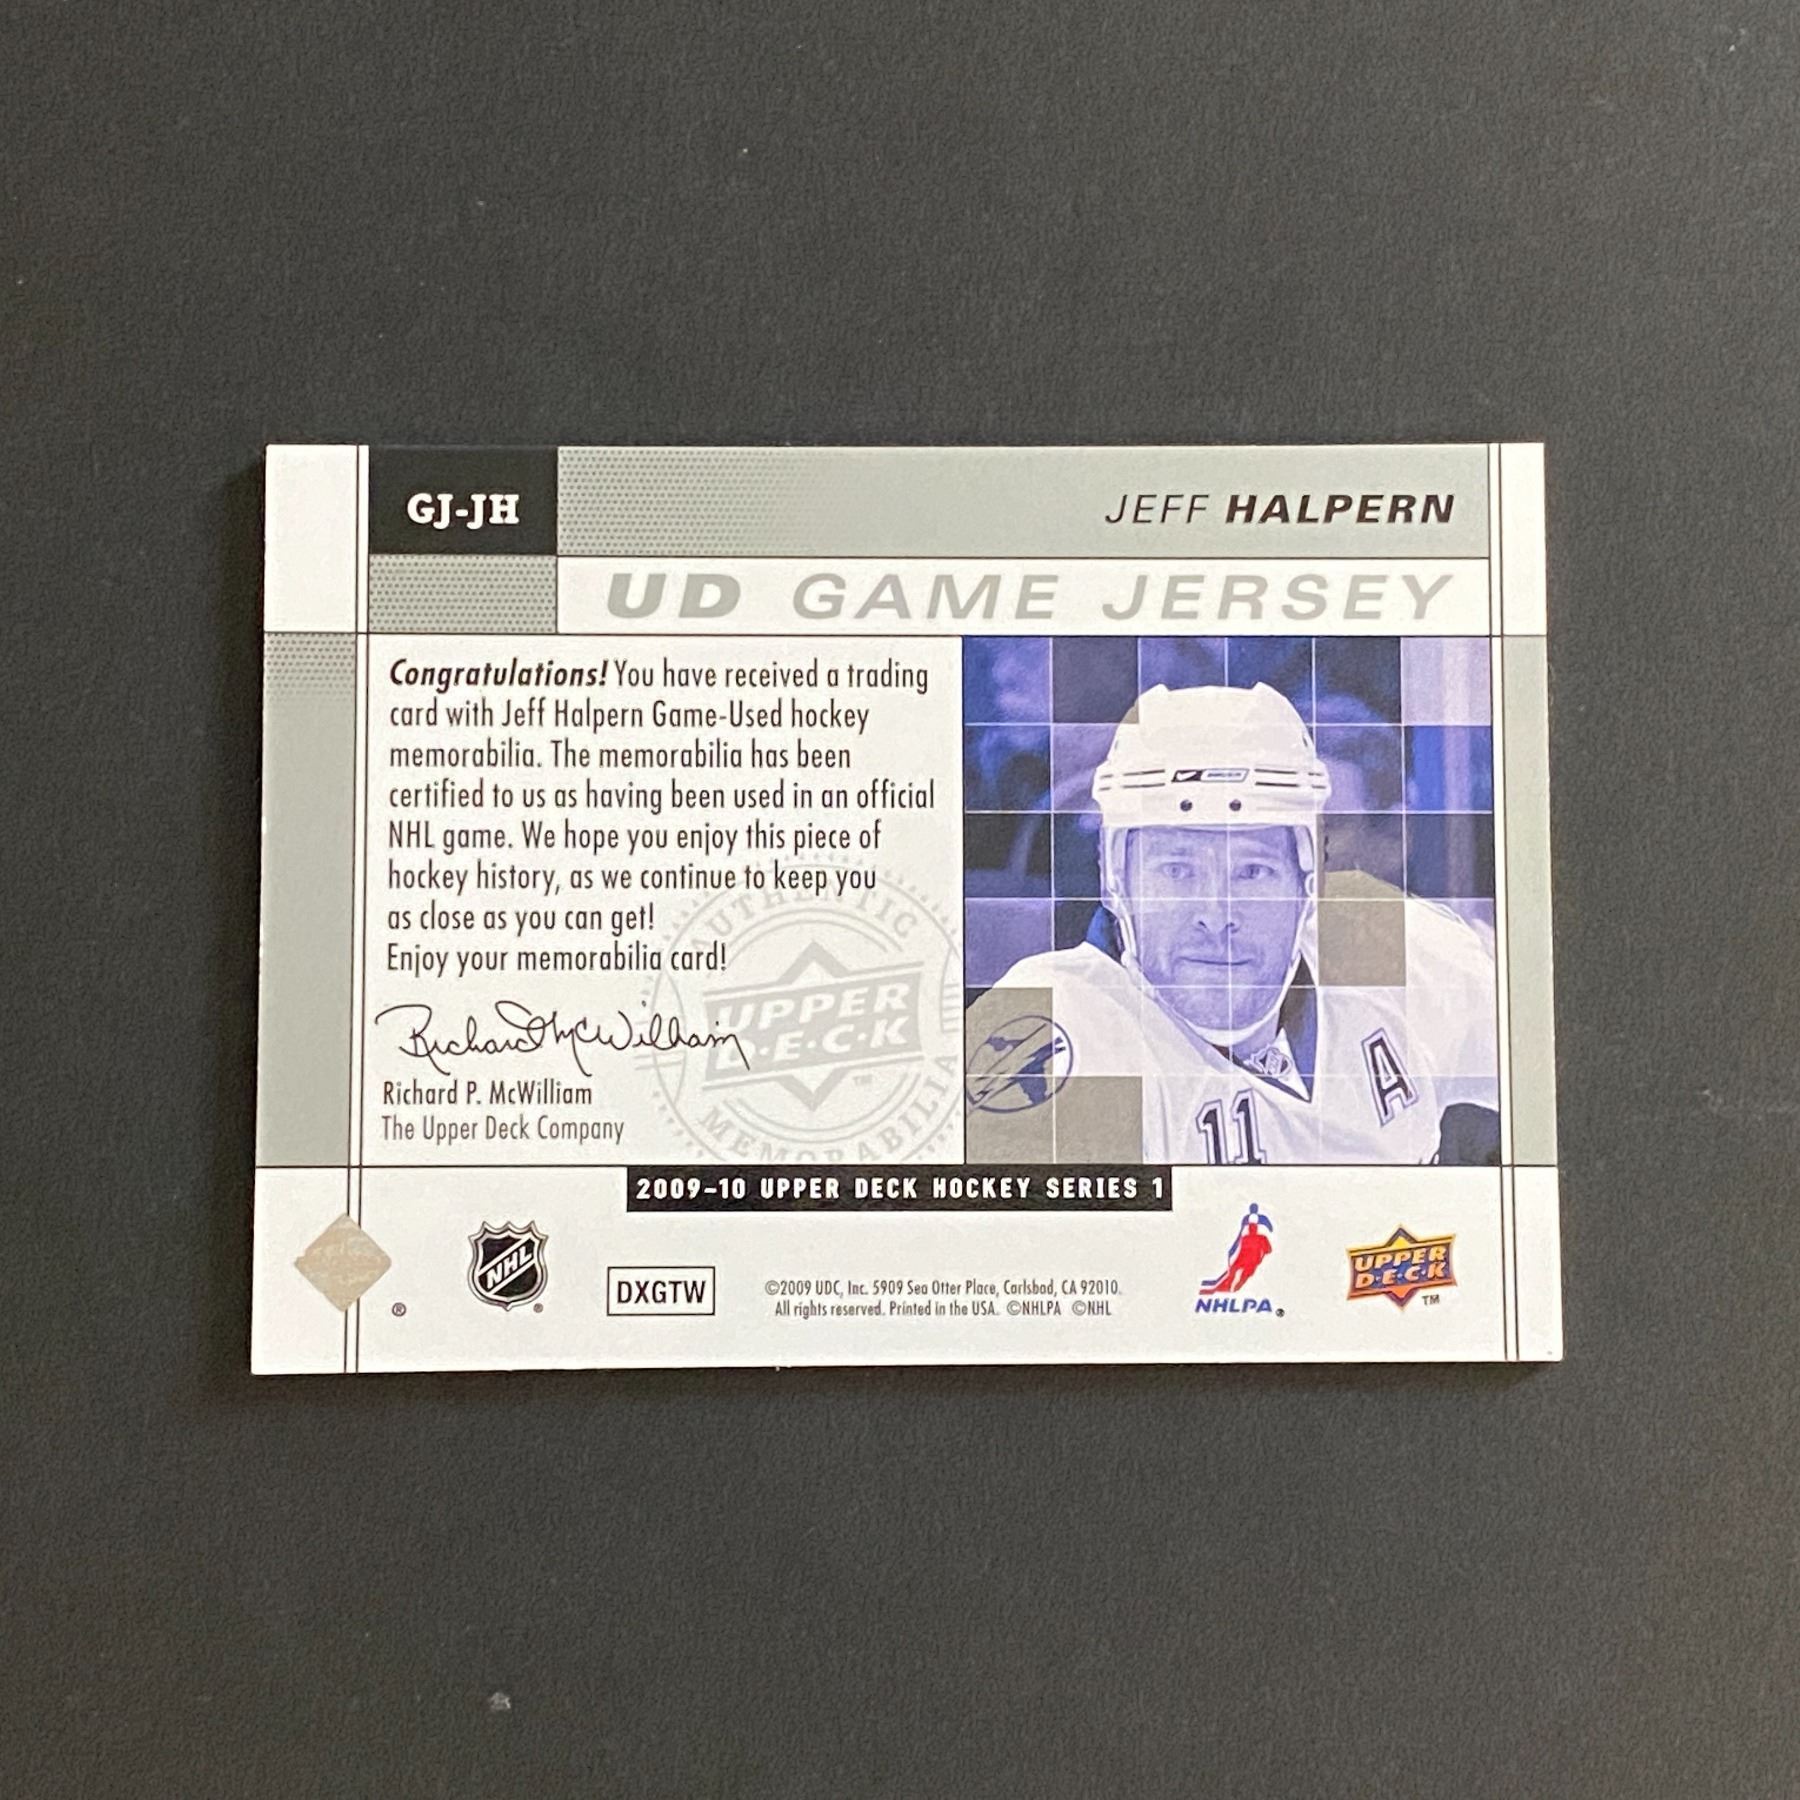 GJ-JH
JEFF HALPERN
UD GAME JERSEY
Congratulations! You have received a trading
card with Jeff Halpern Game-Used hockey
memorabilia. The memorabilia has been
certified to us as having been used in an official
NHL game. We hope you enjoy this piece of
hockey history, as we continue to keep you
as close as you can get!
Enjoy your memorabilia card!
AUTHENTIC
UPPER
D·E·C·K
TM
MEMORABILIA
Richard McWilliam
Richard P. McWilliam
The Upper Deck Company
A
11
2009-10 UPPER DECK HOCKEY SERIES 1
®
NHL
®
DXGTW
©2009 UDC, Inc. 5909 Sea Otter Place, Carlsbad, CA 92010.
All rights reserved. Printed in the USA. ©NHLPA ©NHL
NHLPA®
UPPER
D·E·C·K
TM